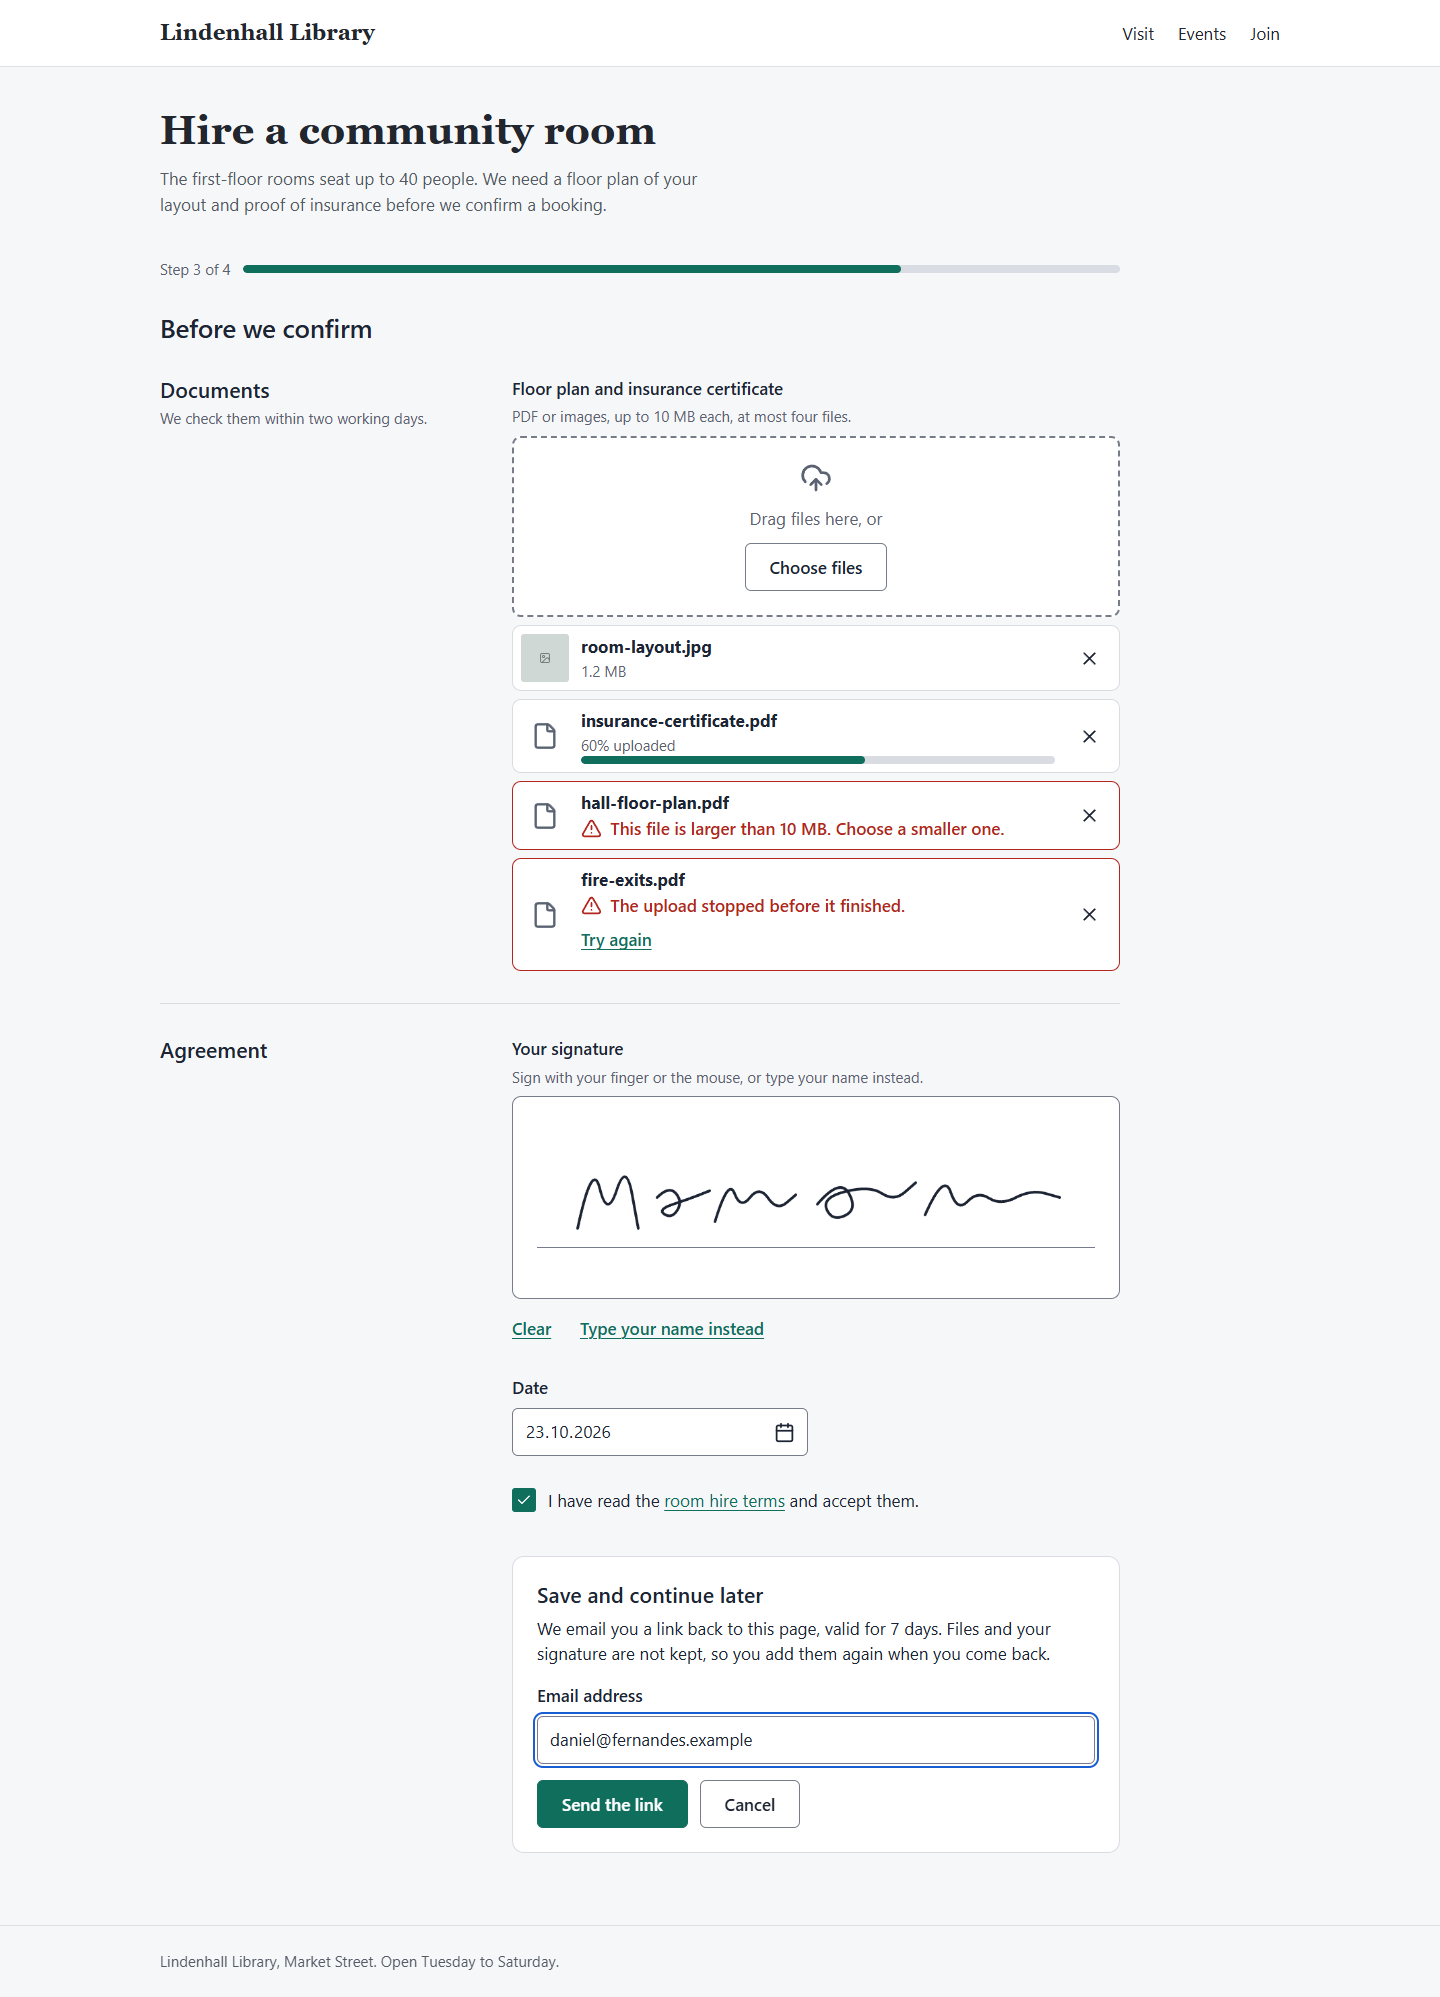 Lindenhall Library
Visit Events Join
Hire a community room
The first-floor rooms seat up to 40 people. We need a floor plan of your
layout and proof of insurance before we confirm a booking.
Step 3 of 4
Before we confirm
Documents
We check them within two working days.
Floor plan and insurance certificate
PDF or images, up to 10 MB each, at most four files.
Drag files here, or
Choose files
room-layout.jpg
1.2 MB
insurance-certificate.pdf
60% uploaded
hall-floor-plan.pdf
This file is larger than 10 MB. Choose a smaller one.
fire-exits.pdf
The upload stopped before it finished.
Try again
Agreement
Your signature
Sign with your finger or the mouse, or type your name instead.
Clear Type your name instead
Date
23.10.2026
I have read the room hire terms and accept them.
Save and continue later
We email you a link back to this page, valid for 7 days. Files and your
signature are not kept, so you add them again when you come back.
Email address
daniel@fernandes.example
Send the link Cancel
Lindenhall Library, Market Street. Open Tuesday to Saturday.